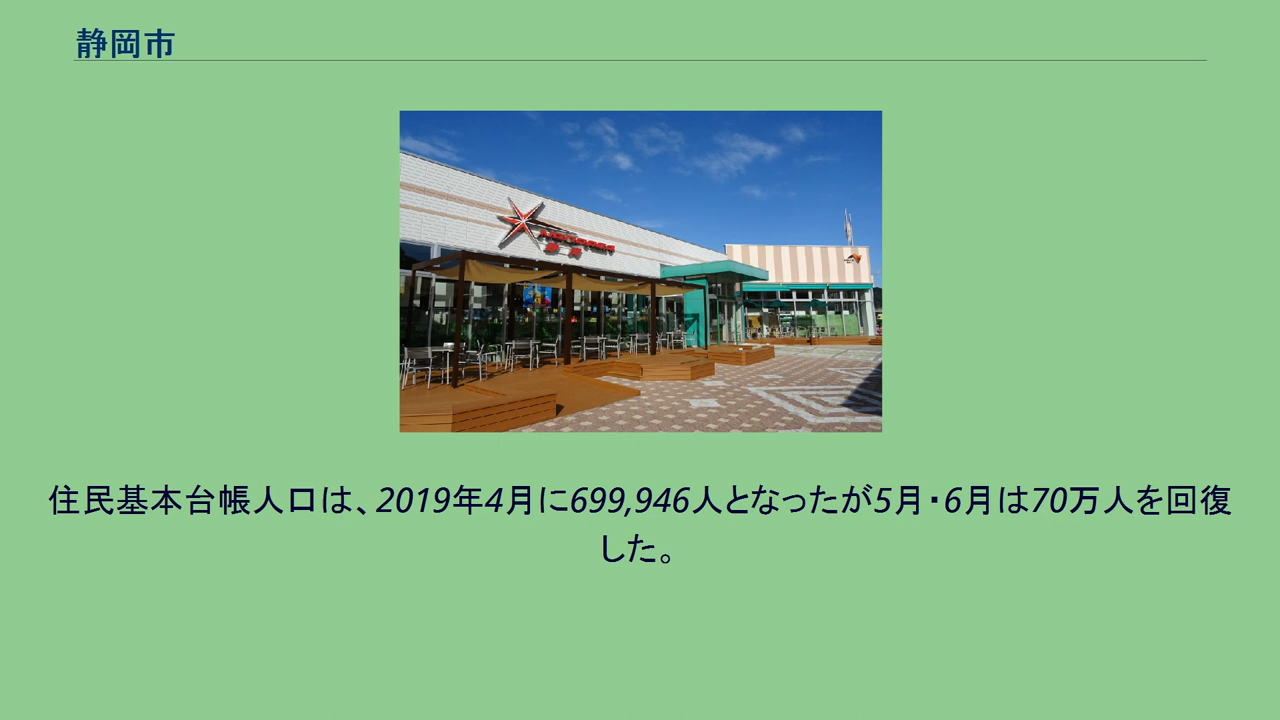 静岡市
住民基本台帳人口は、2019年4月に699,946人となったが5月・6月は70万人を回復
した。